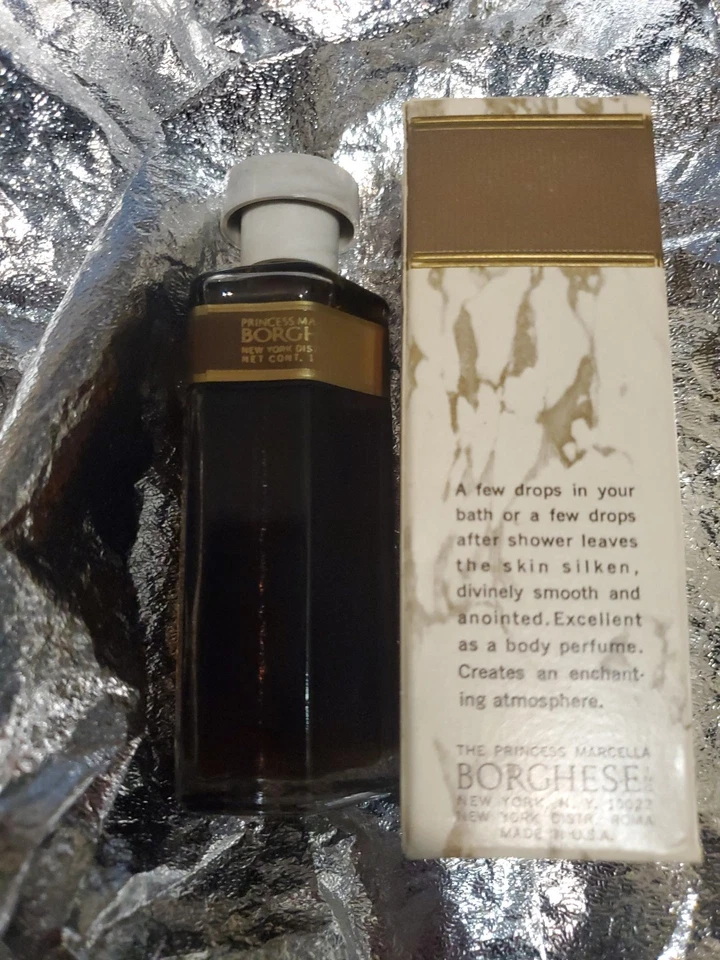 PRINCESS MA
BORGH
NEW YORK DIS
NET CONT. 1
A few drops in your
bath or a few drops
after shower leaves
the skin silken,
divinely smooth and
anointed. Excellent
as a body perfume.
Creates an enchant-
ing atmosphere.
THE PRINCESS MARCELLA
BORGHESE
NEW YORK, N. Y. 10022
NEW YORK DISTR. ROMA
MADE IN U.S.A.